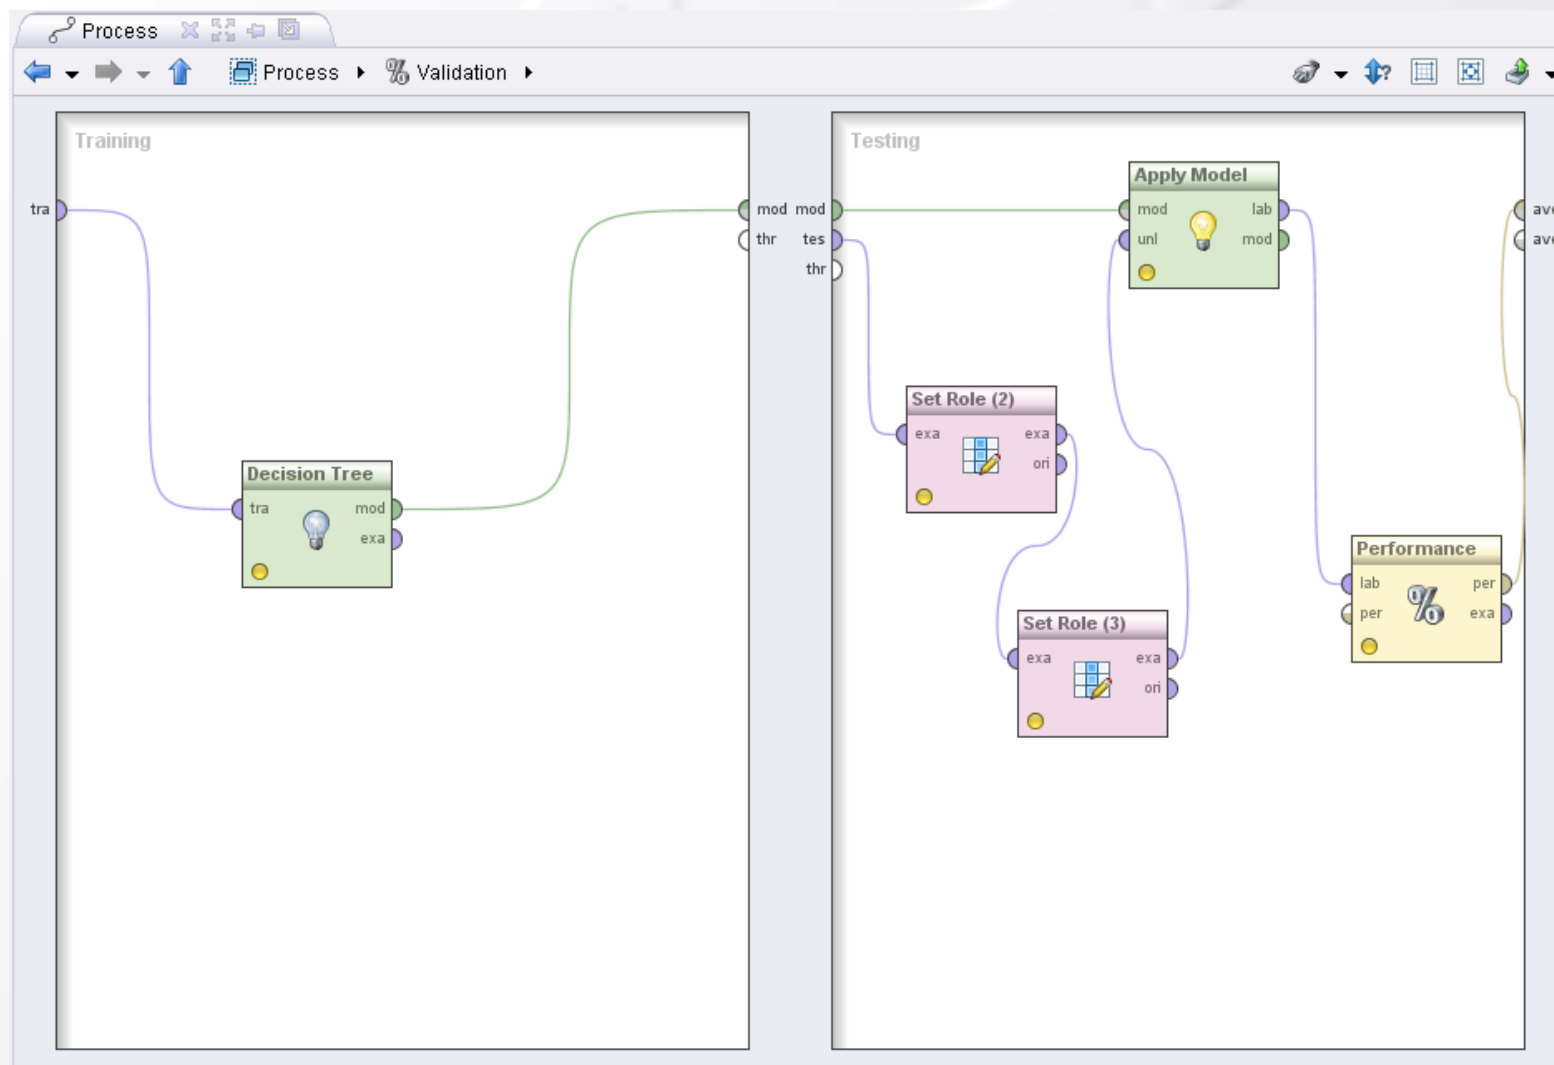 Process
Process Validation
Training
tra
mod
thr
Decision Tree
tra mod
exa
Testing
mod
tes
thr
Apply Model
mod lab
unl mod
ave
ave
Set Role (2)
exa exa
ori
Set Role (3)
exa exa
ori
Performance
lab per
per exa